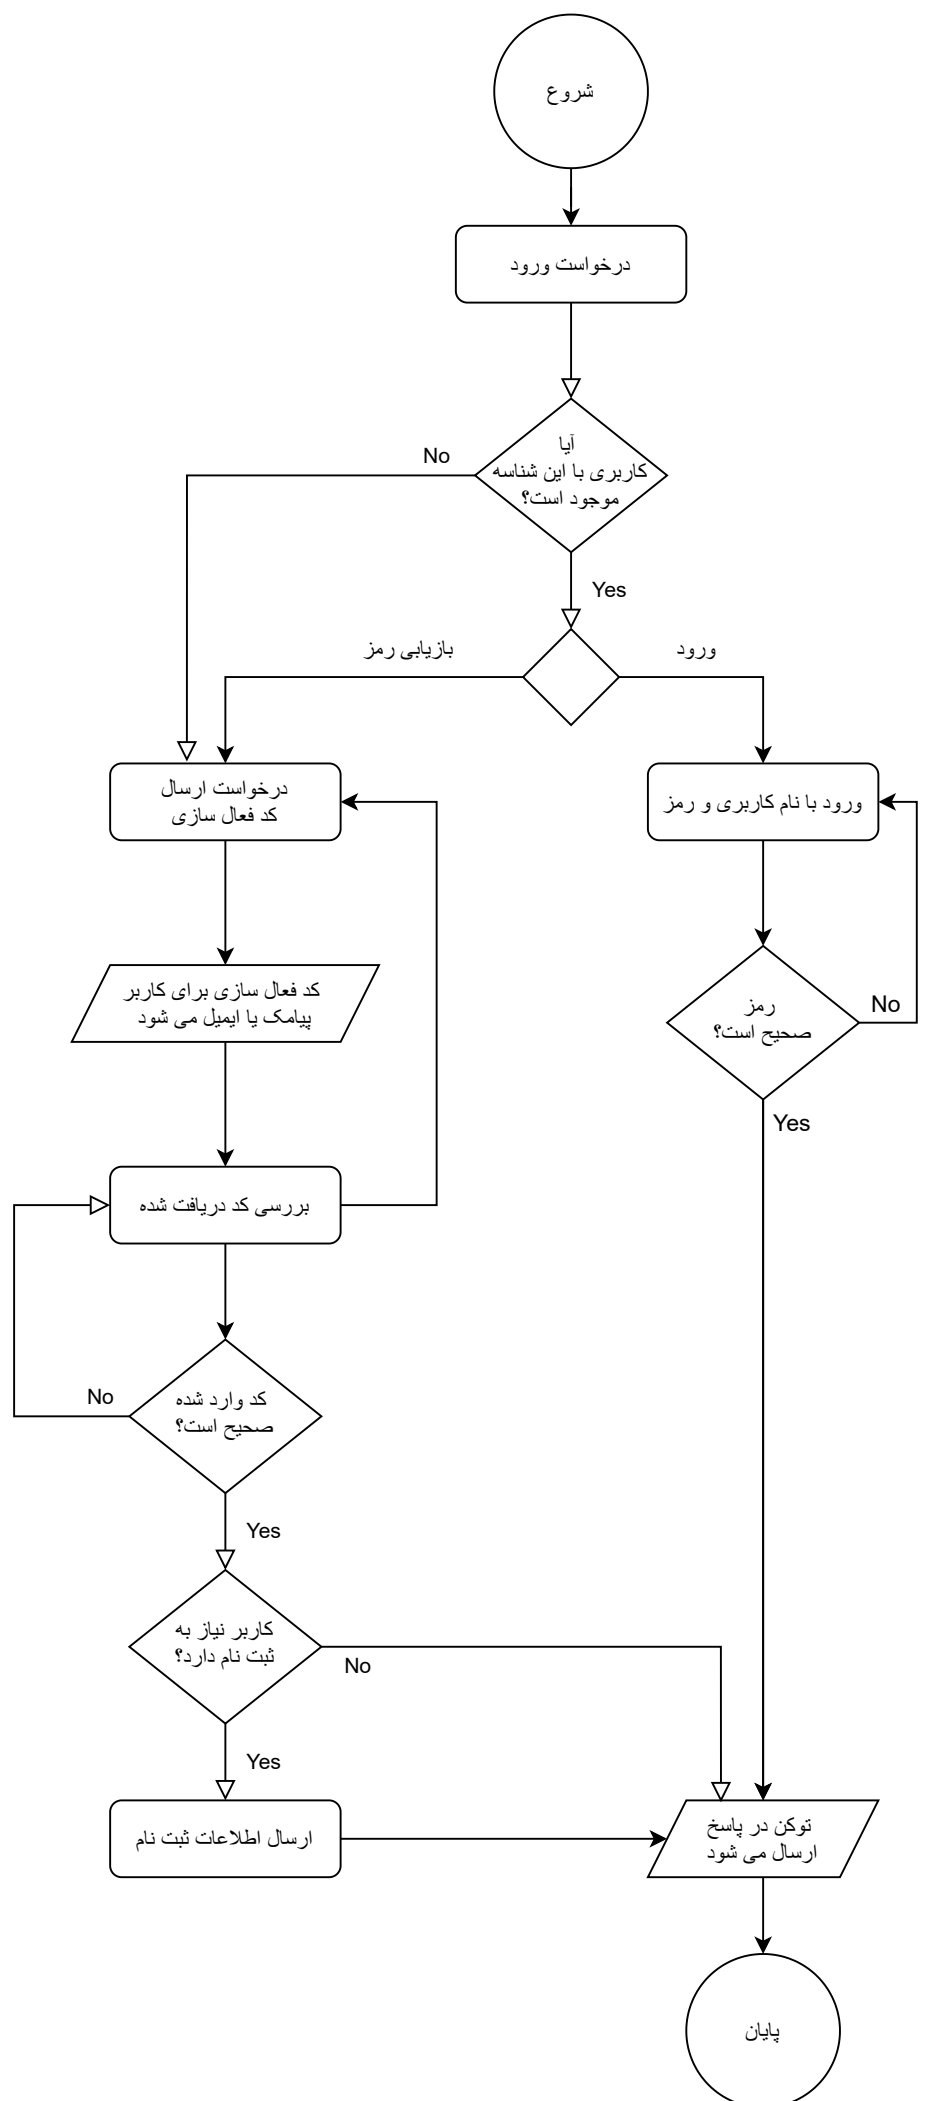 شروع
درخواست ورود
آیا
کاربری با این شناسه
موجود است؟
No
Yes
بازیابی رمز
ورود
درخواست ارسال
کد فعال سازی
ورود با نام کاربری و رمز
کد فعال سازی برای کاربر
پیامک یا ایمیل می شود
رمز
صحیح است؟
No
Yes
بررسی کد دریافت شده
کد وارد شده
صحیح است؟
No
Yes
کاربر نیاز به
ثبت نام دارد؟
No
Yes
ارسال اطلاعات ثبت نام
توکن در پاسخ
ارسال می شود
پایان